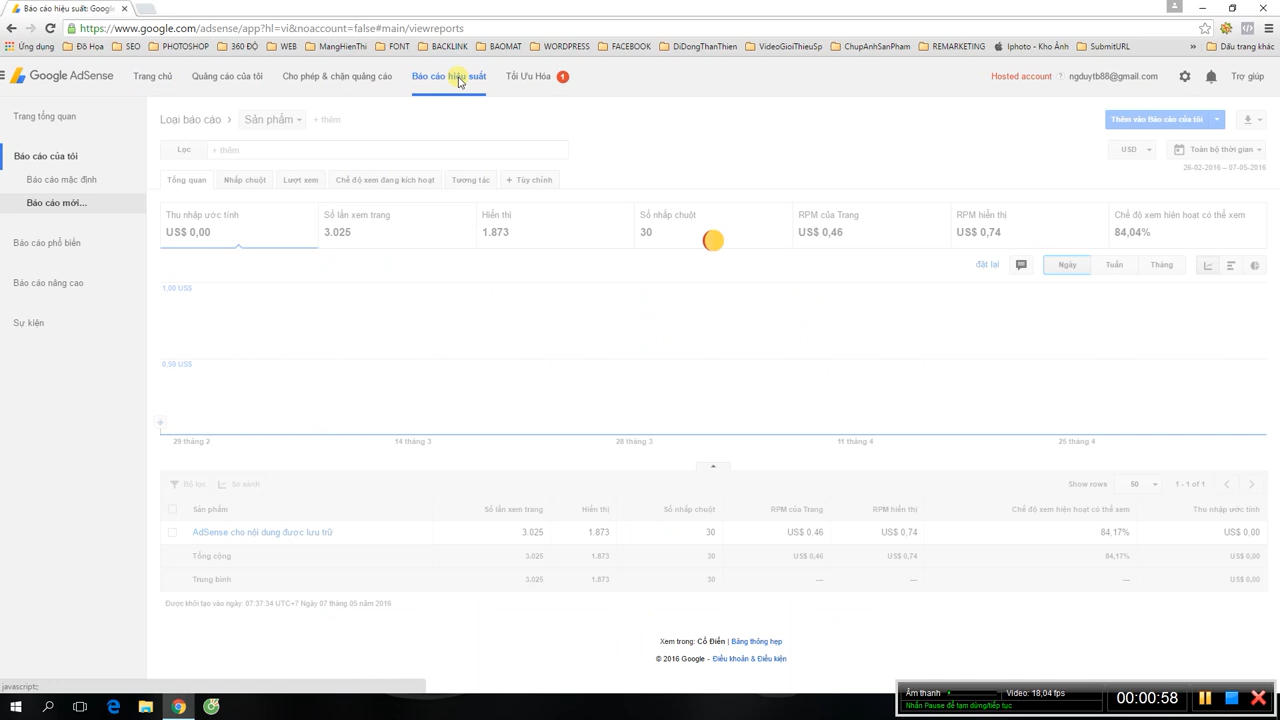 Báo cáo hiệu suất: Google
https://www.google.com/adsense/app?hl=vi&noaccount=false#main/viewreports
Ứng dụng Đồ Họa SEO PHOTOSHOP 360 ĐỘ WEB MangHienThi FONT BACKLINK BAOMAT WORDPRESS FACEBOOK DiDongThanThien VideoGioiThieuSp ChupAnhSanPham REMARKETING Iphoto - Kho Ảnh SubmitURL » Dấu trang khác
Google AdSense Trang chủ Quảng cáo của tôi Cho phép & chặn quảng cáo Báo cáo hiệu suất Tối Ưu Hóa 1 Hosted account ? ngduytb88@gmail.com Trợ giúp
Trang tổng quan
Báo cáo của tôi
Báo cáo mặc định
Báo cáo mới...
Báo cáo phổ biến
Báo cáo nâng cao
Sự kiện
Loại báo cáo › Sản phẩm + thêm Thêm vào Báo cáo của tôi
Lọc + thêm USD Toàn bộ thời gian
26-02-2016 – 07-05-2016
Tổng quan Nhấp chuột Lượt xem Chế độ xem đang kích hoạt Tương tác + Tùy chỉnh
Thu nhập ước tính Số lần xem trang Hiển thị Số nhấp chuột RPM của Trang RPM hiển thị Chế độ xem hiện hoạt có thể xem
US$ 0,00 3.025 1.873 30 US$ 0,46 US$ 0,74 84,04%
đặt lại Ngày Tuần Tháng
1,00 US$
0,50 US$
29 tháng 2 14 tháng 3 28 tháng 3 11 tháng 4 25 tháng 4
Bộ lọc So sánh Show rows 50 1 - 1 of 1
Sản phẩm Số lần xem trang Hiển thị Số nhấp chuột RPM của Trang RPM hiển thị Chế độ xem hiện hoạt có thể xem Thu nhập ước tính
AdSense cho nội dung được lưu trữ 3.025 1.873 30 US$ 0,46 US$ 0,74 84,17% US$ 0,00
Tổng cộng 3.025 1.873 30 US$ 0,46 US$ 0,74 84,17% US$ 0,00
Trung bình 3.025 1.873 30 — — — US$ 0,00
Được khởi tạo vào ngày: 07:37:34 UTC+7 Ngày 07 tháng 05 năm 2016
Xem trong: Cổ Điển | Băng thông hẹp
© 2016 Google - Điều khoản & Điều kiện
javascript:;
Âm thanh Video: 18,04 fps
Nhấn Pause để tạm dừng/tiếp tục
00:00:58